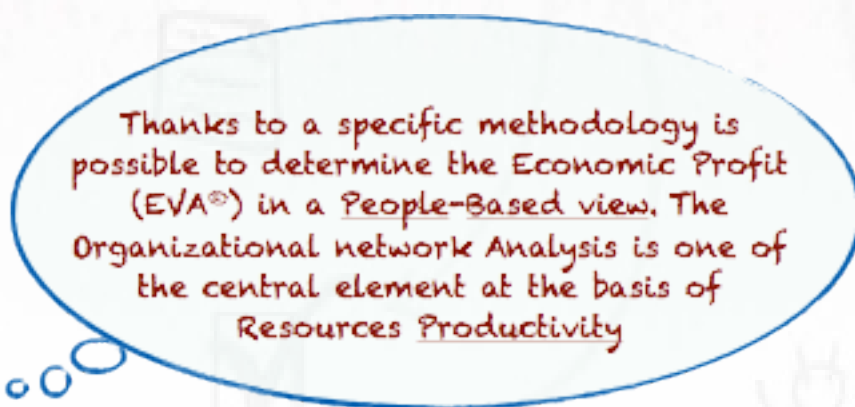 Thanks to a specific methodology is
possible to determine the Economic Profit
(EVA®) in a People-Based view. The
Organizational network Analysis is one of
the central element at the basis of
Resources Productivity